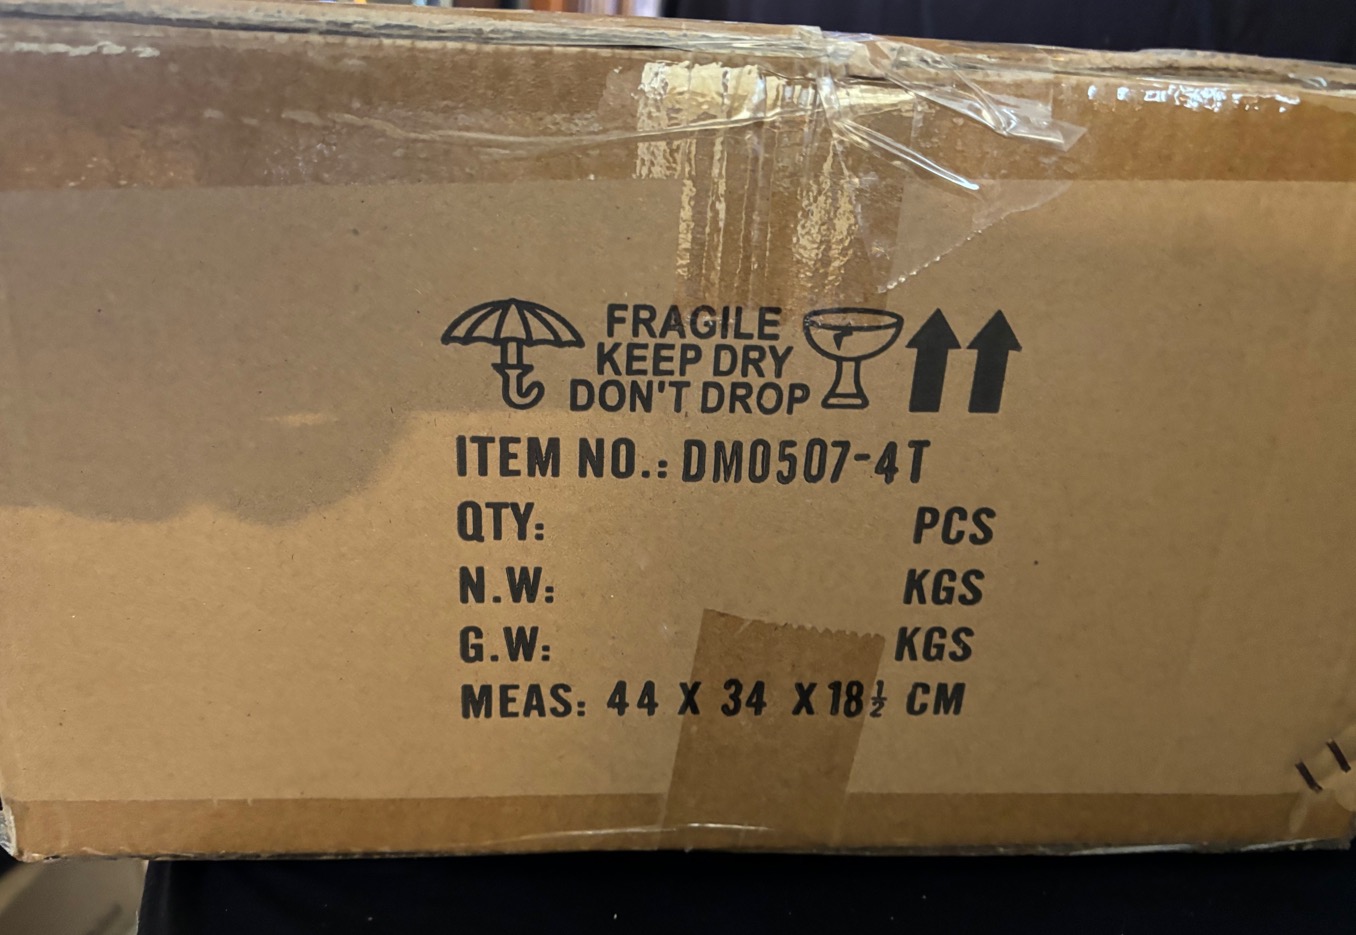 FRAGILE
KEEP DRY
DON'T DROP
ITEM NO.: DM0507-4T
QTY: PCS
N.W: KGS
G.W: KGS
MEAS: 44 X 34 X 18½ CM